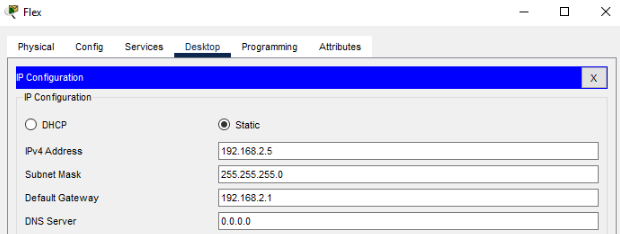 Flex
Physical Config Services Desktop Programming Attributes
IP Configuration X
IP Configuration
DHCP Static
IPv4 Address 192.168.2.5
Subnet Mask 255.255.255.0
Default Gateway 192.168.2.1
DNS Server 0.0.0.0